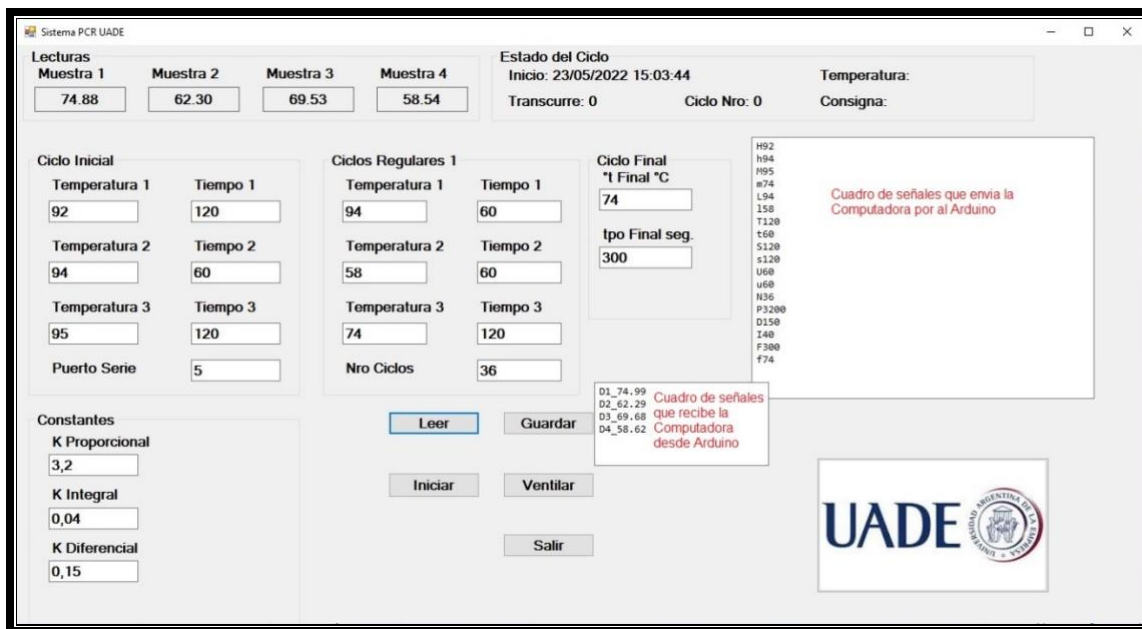 Sistema PCR UADE
Lecturas
Muestra 1 Muestra 2 Muestra 3 Muestra 4
74.88 62.30 69.53 58.54
Estado del Ciclo
Inicio: 23/05/2022 15:03:44 Temperatura:
Transcurre: 0 Ciclo Nro: 0 Consigna:
Ciclo Inicial
Temperatura 1 Tiempo 1
92 120
Temperatura 2 Tiempo 2
94 60
Temperatura 3 Tiempo 3
95 120
Puerto Serie 5
Ciclos Regulares 1
Temperatura 1 Tiempo 1
94 60
Temperatura 2 Tiempo 2
58 60
Temperatura 3 Tiempo 3
74 120
Nro Ciclos 36
Ciclo Final
°t Final °C
74
tpo Final seg.
300
H92
h94
M95
m74
L94
l58
T120
t60
S120
s120
U60
u60
N36
P3200
D150
I40
F300
f74
Cuadro de señales que envia la
Computadora por al Arduino
Constantes
K Proporcional
3,2
K Integral
0,04
K Diferencial
0,15
Leer Guardar
Iniciar Ventilar
Salir
D1_74.99
D2_62.29
D3_69.68
D4_58.62
Cuadro de señales
que recibe la
Computadora
desde Arduino
UADE
UNIVERSIDAD ARGENTINA DE LA EMPRESA